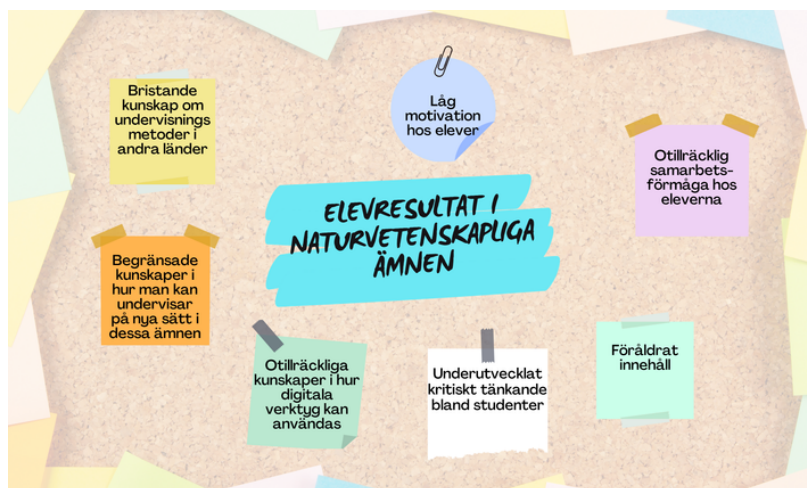 Bristande
kunskap om
undervisnings
metoder i
andra länder
Låg
motivation
hos elever
Otillräcklig
samarbets-
förmåga hos
eleverna
ELEVRESULTAT I
NATURVETENSKAPLIGA
ÄMNEN
Begränsade
kunskaper i
hur man kan
undervisar
på nya sätt i
dessa ämnen
Otillräckliga
kunskaper i hur
digitala
verktyg kan
användas
Underutvecklat
kritiskt tänkande
bland studenter
Föråldrat
innehåll